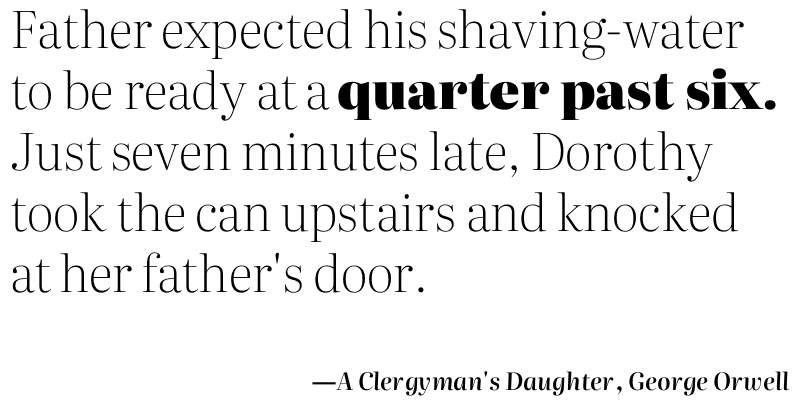 Father expected his shaving-water
to be ready at a quarter past six.
Just seven minutes late, Dorothy
took the can upstairs and knocked
at her father's door.
—A Clergyman's Daughter, George Orwell